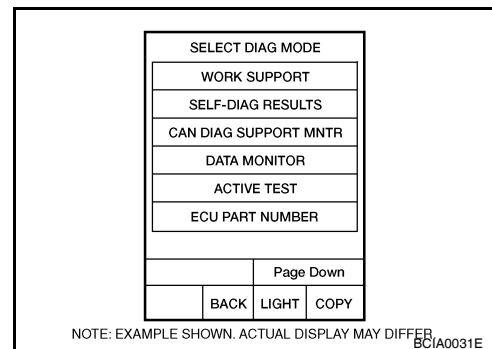 SELECT DIAG MODE
WORK SUPPORT
SELF-DIAG RESULTS
CAN DIAG SUPPORT MNTR
DATA MONITOR
ACTIVE TEST
ECU PART NUMBER
Page Down
BACK LIGHT COPY
NOTE: EXAMPLE SHOWN. ACTUAL DISPLAY MAY DIFFER.
BCIA0031E